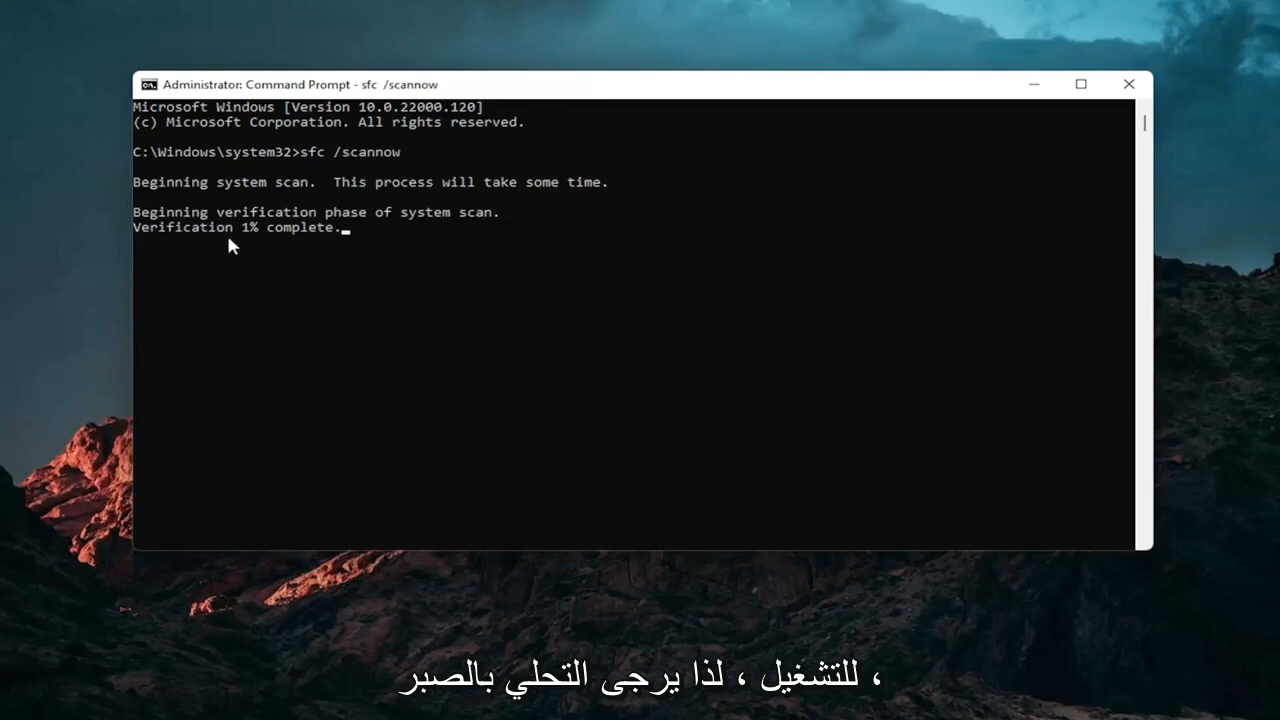 Administrator: Command Prompt - sfc  /scannow
Microsoft Windows [Version 10.0.22000.120]
(c) Microsoft Corporation. All rights reserved.
C:\Windows\system32>sfc /scannow
Beginning system scan.  This process will take some time.
Beginning verification phase of system scan.
Verification 1% complete.
، للتشغيل ، لذا يرجى التحلي بالصبر